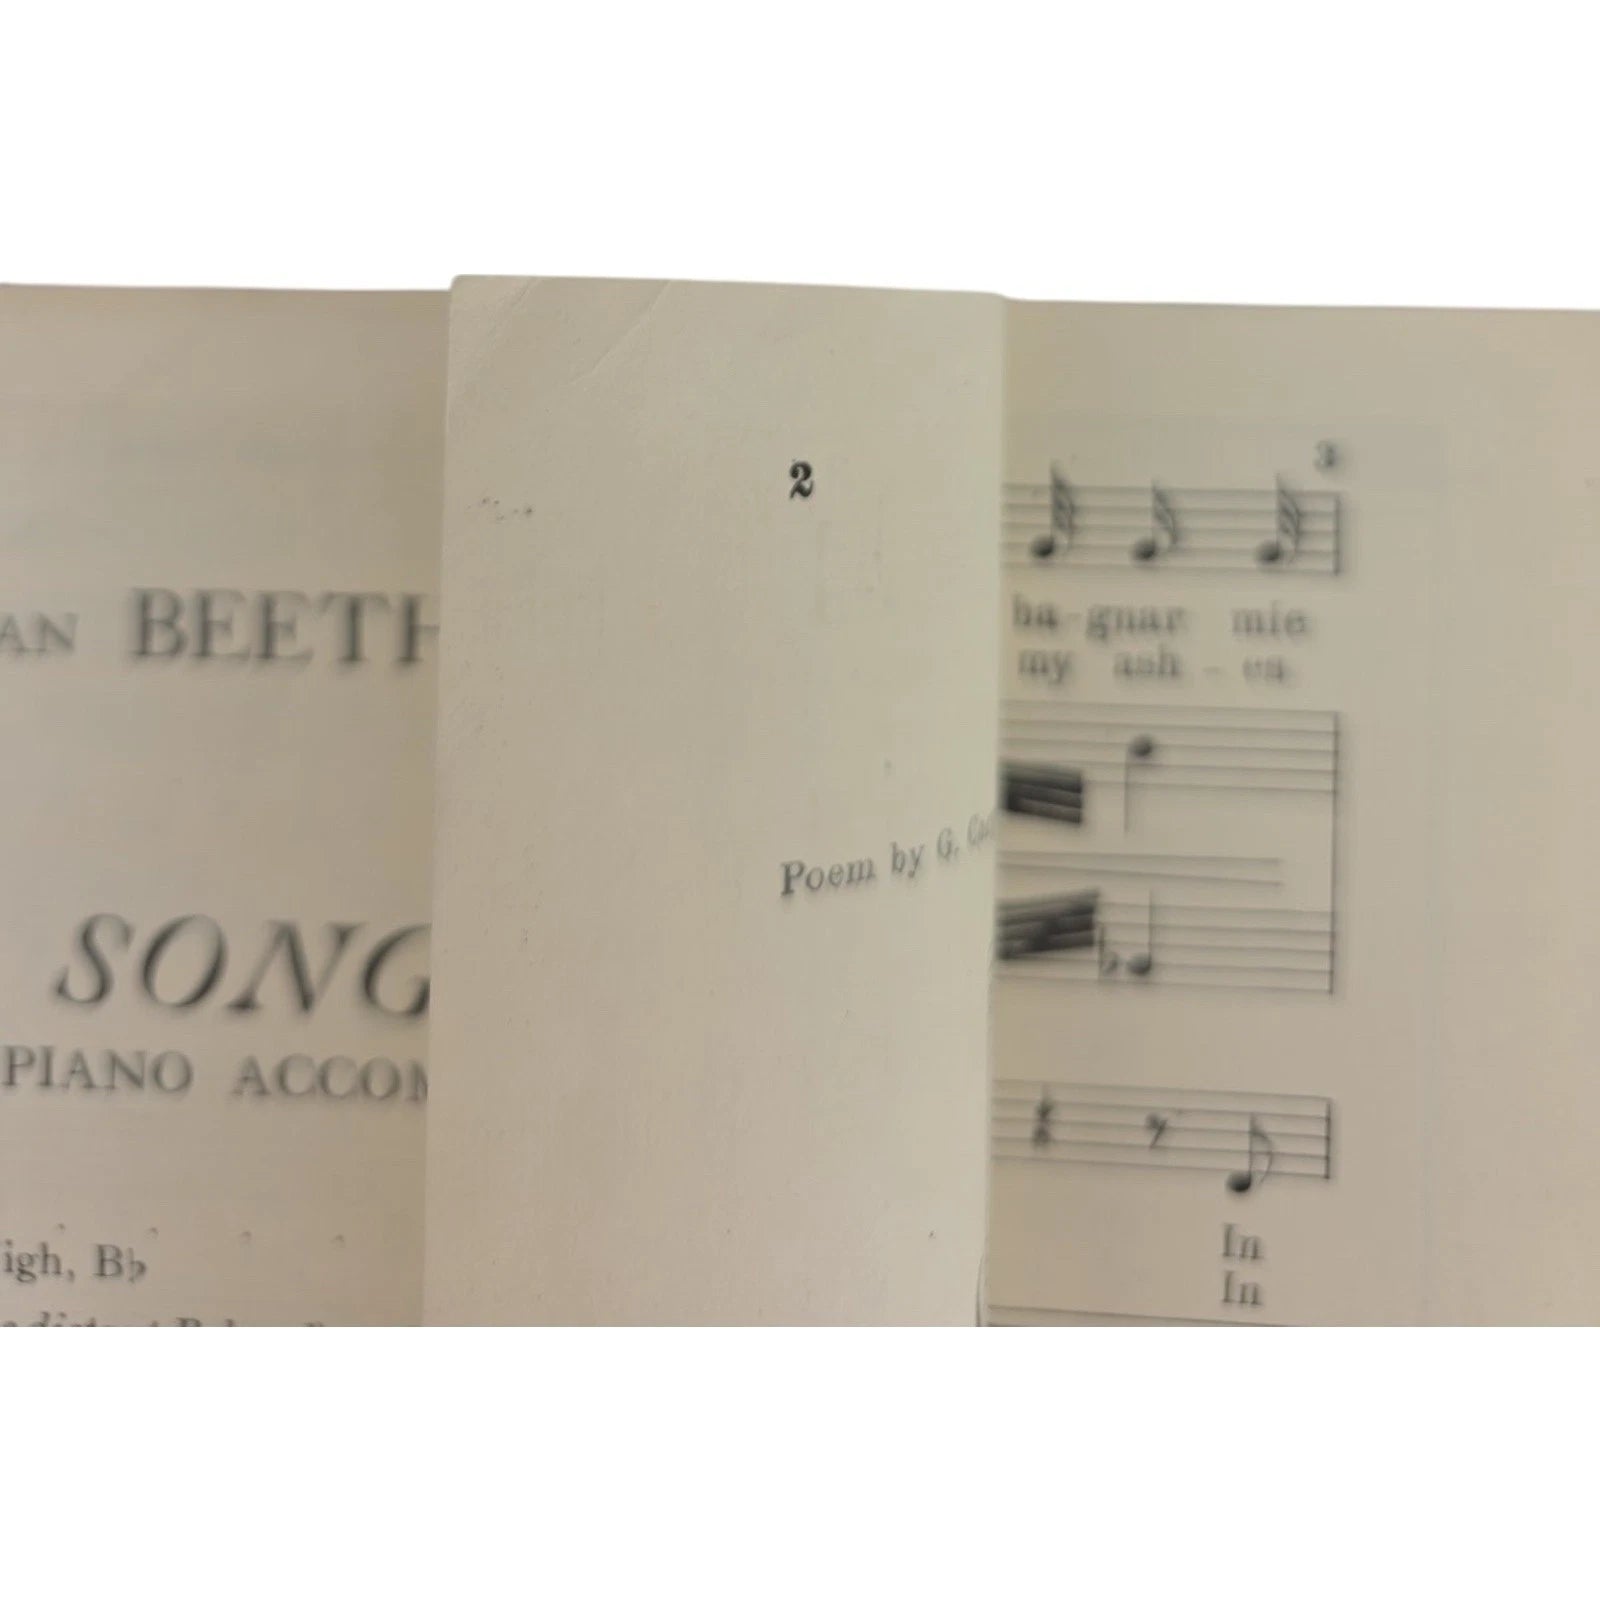 AN BEETH
SONG
PIANO ACCOM
igh, B♭
2
Poem by G.
3
ba-gnar mie
my ash - es
In
In